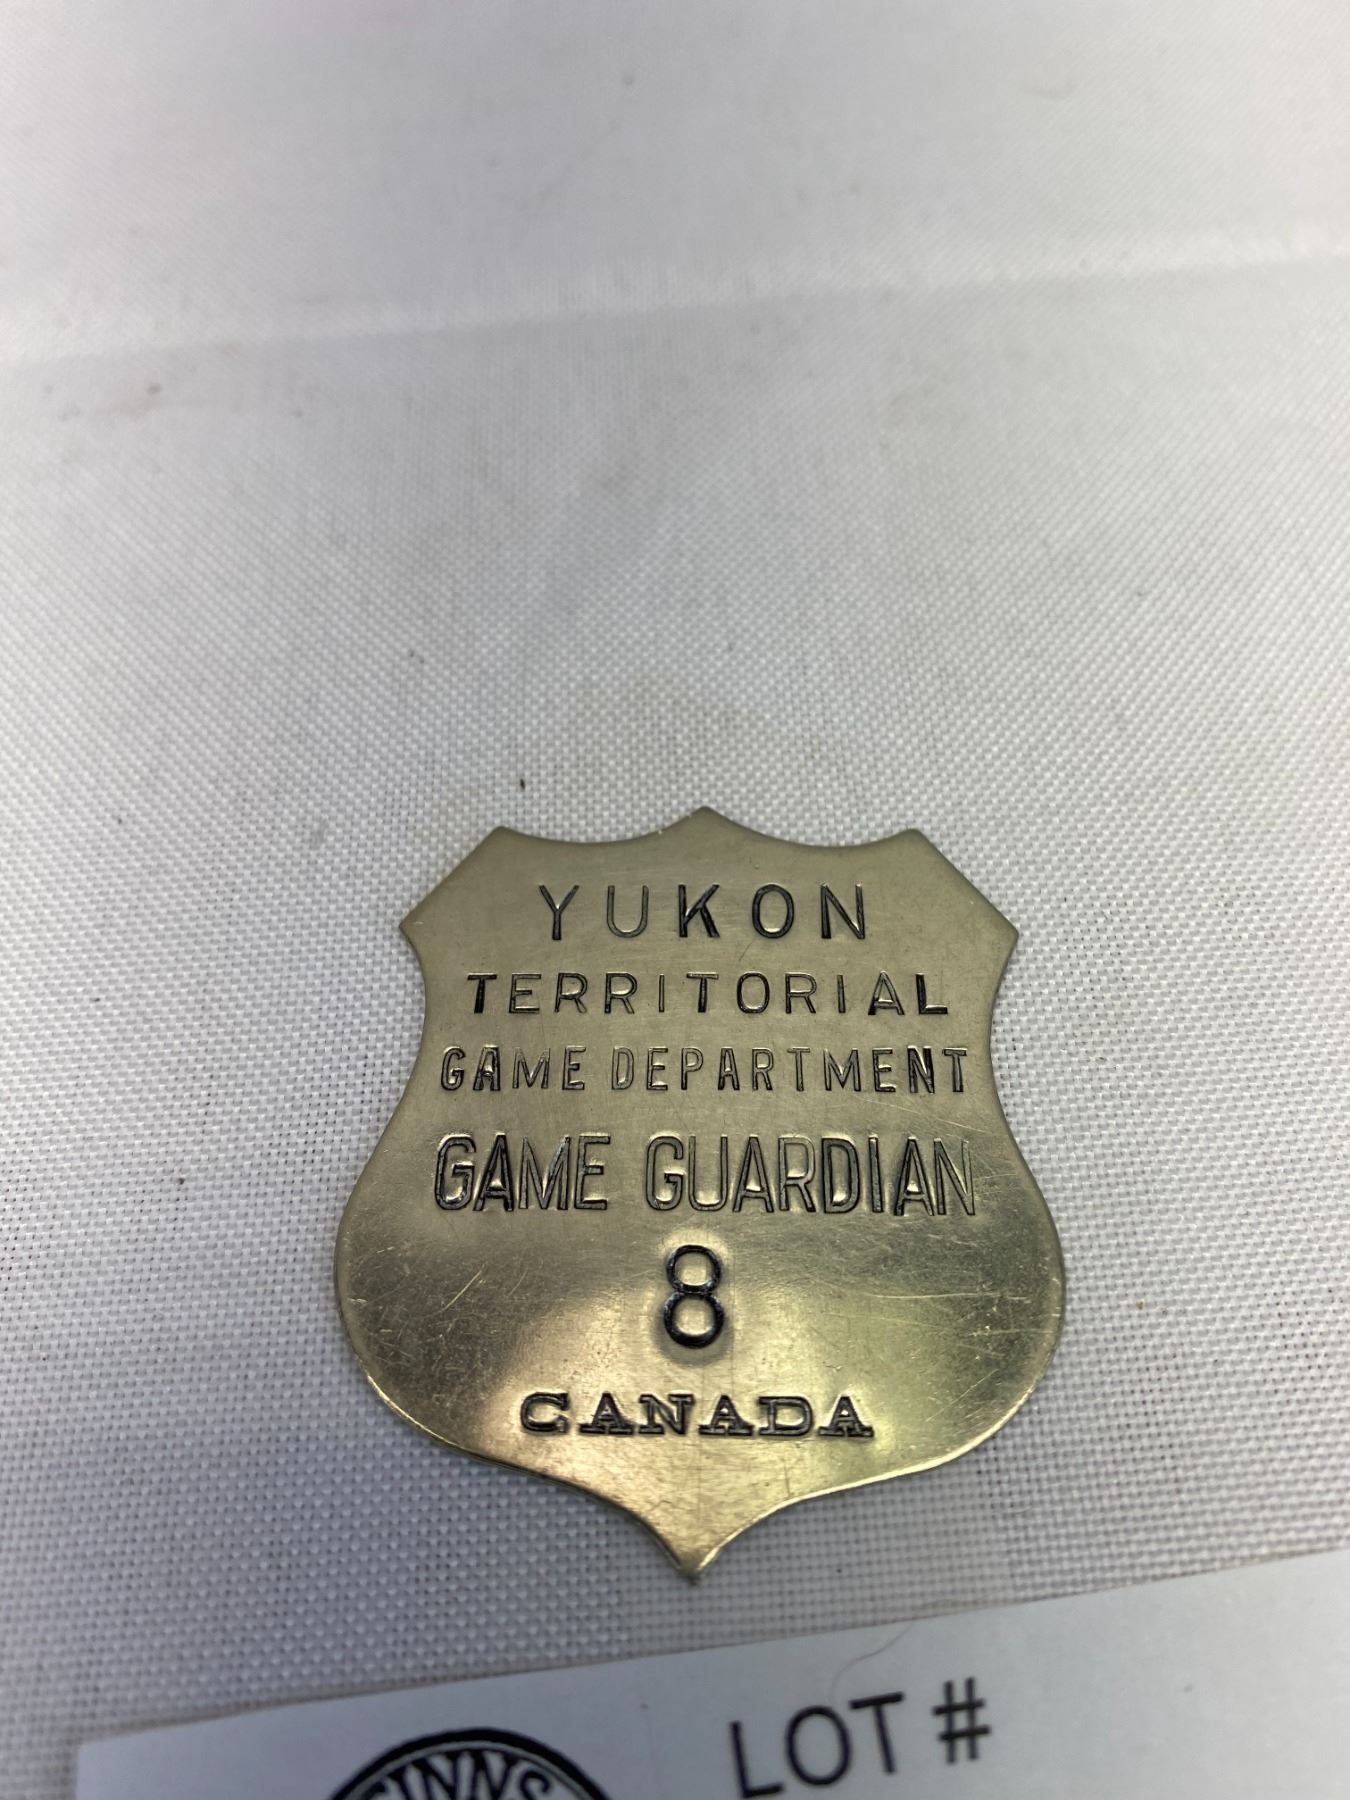 YUKON
TERRITORIAL
GAME DEPARTMENT
GAME GUARDIAN
8
CANADA
LOT #